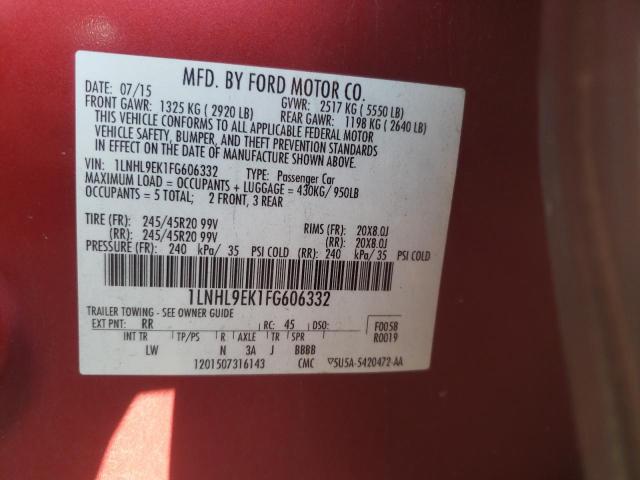 MFD. BY FORD MOTOR CO.
DATE: 07/15 GVWR: 2517 KG (5550 LB)
FRONT GAWR: 1325 KG (2920 LB) REAR GAWR: 1198 KG (2640 LB)
THIS VEHICLE CONFORMS TO ALL APPLICABLE FEDERAL MOTOR
VEHICLE SAFETY, BUMPER, AND THEFT PREVENTION STANDARDS
IN EFFECT ON THE DATE OF MANUFACTURE SHOWN ABOVE.
VIN: 1LNHL9EK1FG606332 TYPE: Passenger Car
MAXIMUM LOAD = OCCUPANTS + LUGGAGE = 430KG/950LB
OCCUPANTS = 5 TOTAL; 2 FRONT, 3 REAR
TIRE (FR): 245/45R20 99V RIMS (FR): 20X8.0J
(RR): 245/45R20 99V (RR): 20X8.0J
PRESSURE (FR): 240 kPa/ 35 PSI COLD (RR): 240 kPa/ 35 PSI COLD
1LNHL9EK1FG606332
TRAILER TOWING - SEE OWNER GUIDE
EXT PNT: RR RC: 45 DSO: F0058
INT TR TP/PS R AXLE TR SPR R0019
LW N 3A J BBBB
1201507316143 CMC ▽5U5A-5420472-AA